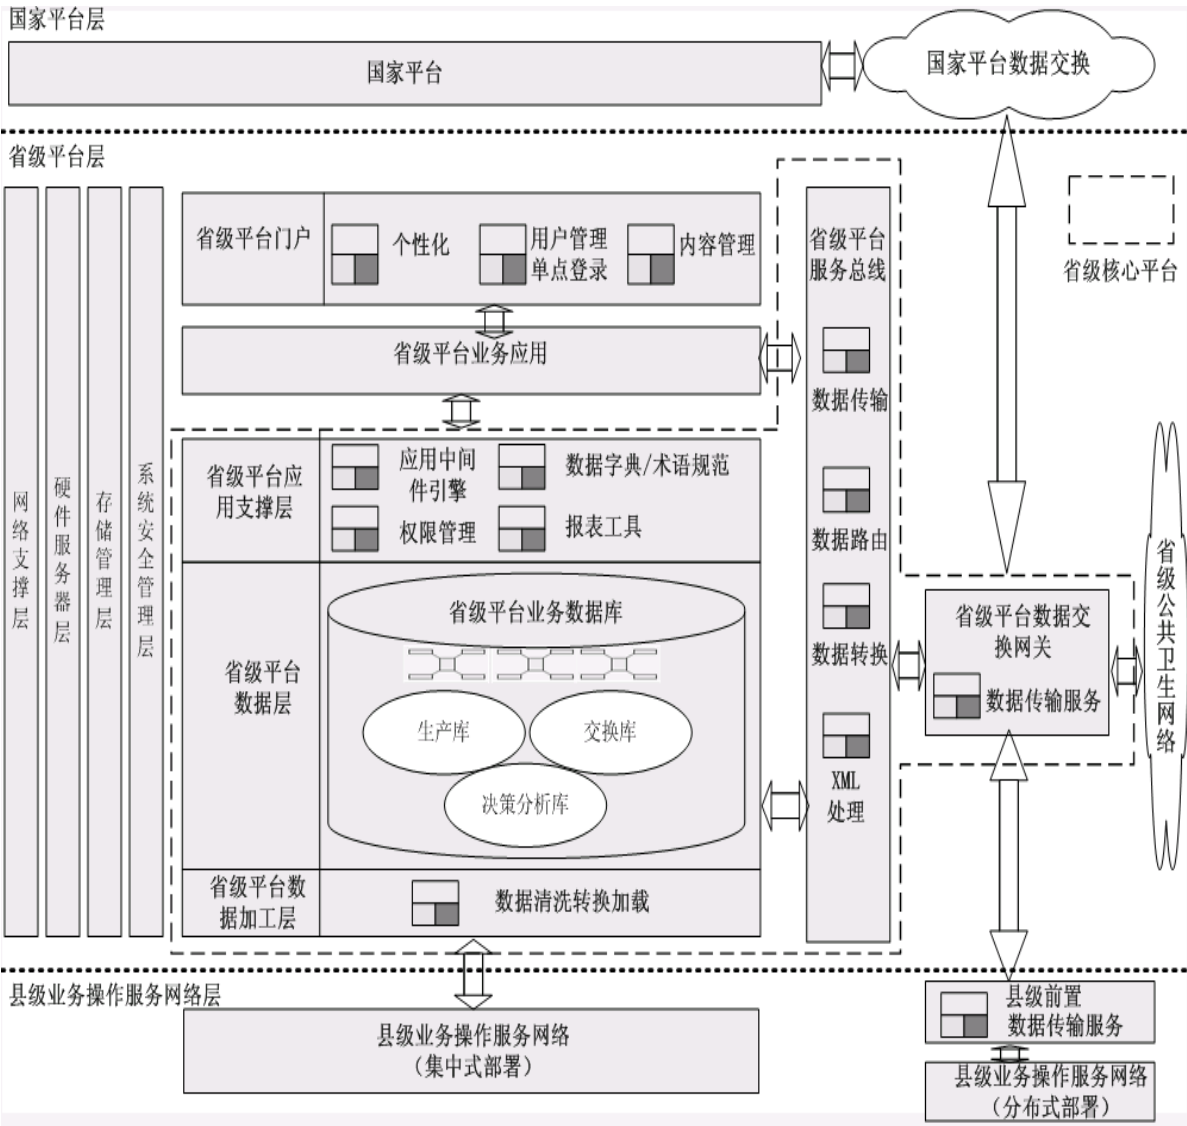 国家平台层
国家平台
国家平台数据交换
省级平台层
网络支撑层
硬件服务器层
存储管理层
系统安全管理层
省级平台门户
个性化
用户管理
单点登录
内容管理
省级平台业务应用
省级平台应
用支撑层
应用中间
件引擎
数据字典/术语规范
权限管理
报表工具
省级平台
数据层
省级平台业务数据库
生产库
交换库
决策分析库
省级平台数
据加工层
数据清洗转换加载
省级平台
服务总线
数据传输
数据路由
数据转换
XML
处理
省级核心平台
省级平台数据交
换网关
数据传输服务
省级公共卫生网络
县级业务操作服务网络层
县级业务操作服务网络
（集中式部署）
县级前置
数据传输服务
县级业务操作服务网络
（分布式部署）